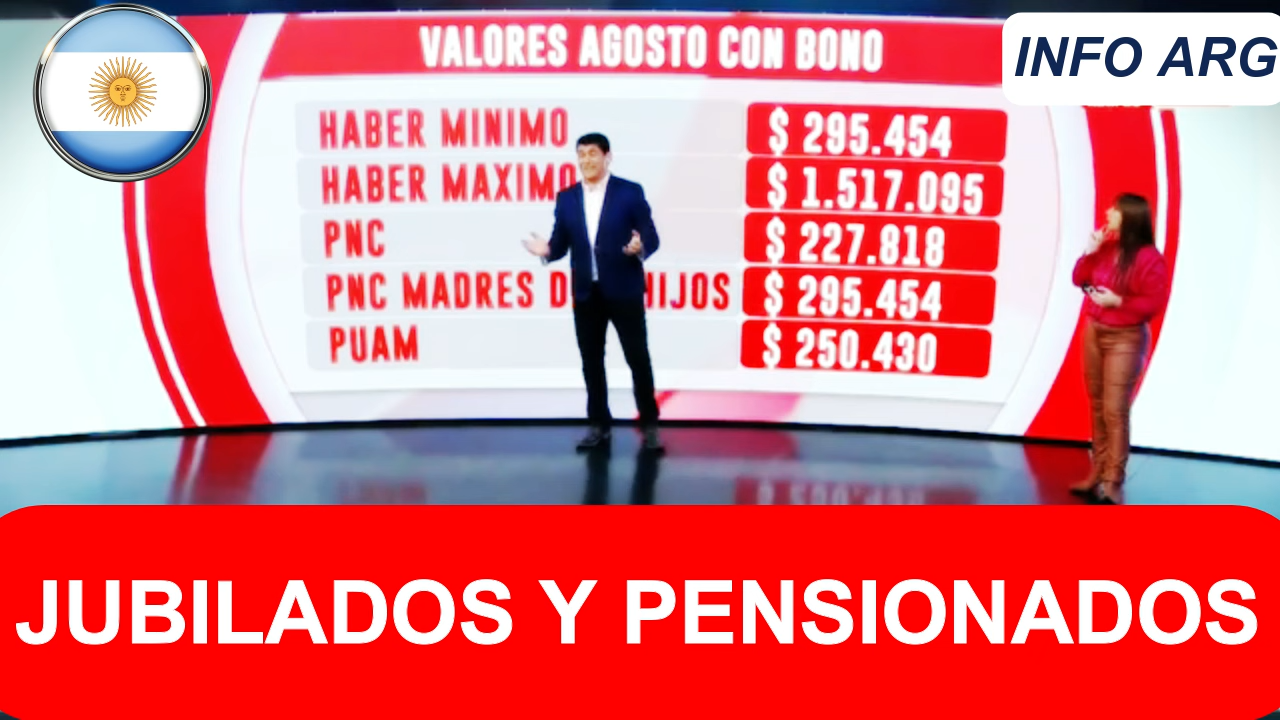 VALORES AGOSTO CON BONO
INFO ARG
HABER MINIMO $ 295.454
HABER MAXIMO $ 1.517.095
PNC $ 227.818
PNC MADRES D HIJOS $ 295.454
PUAM $ 250.430
JUBILADOS Y PENSIONADOS